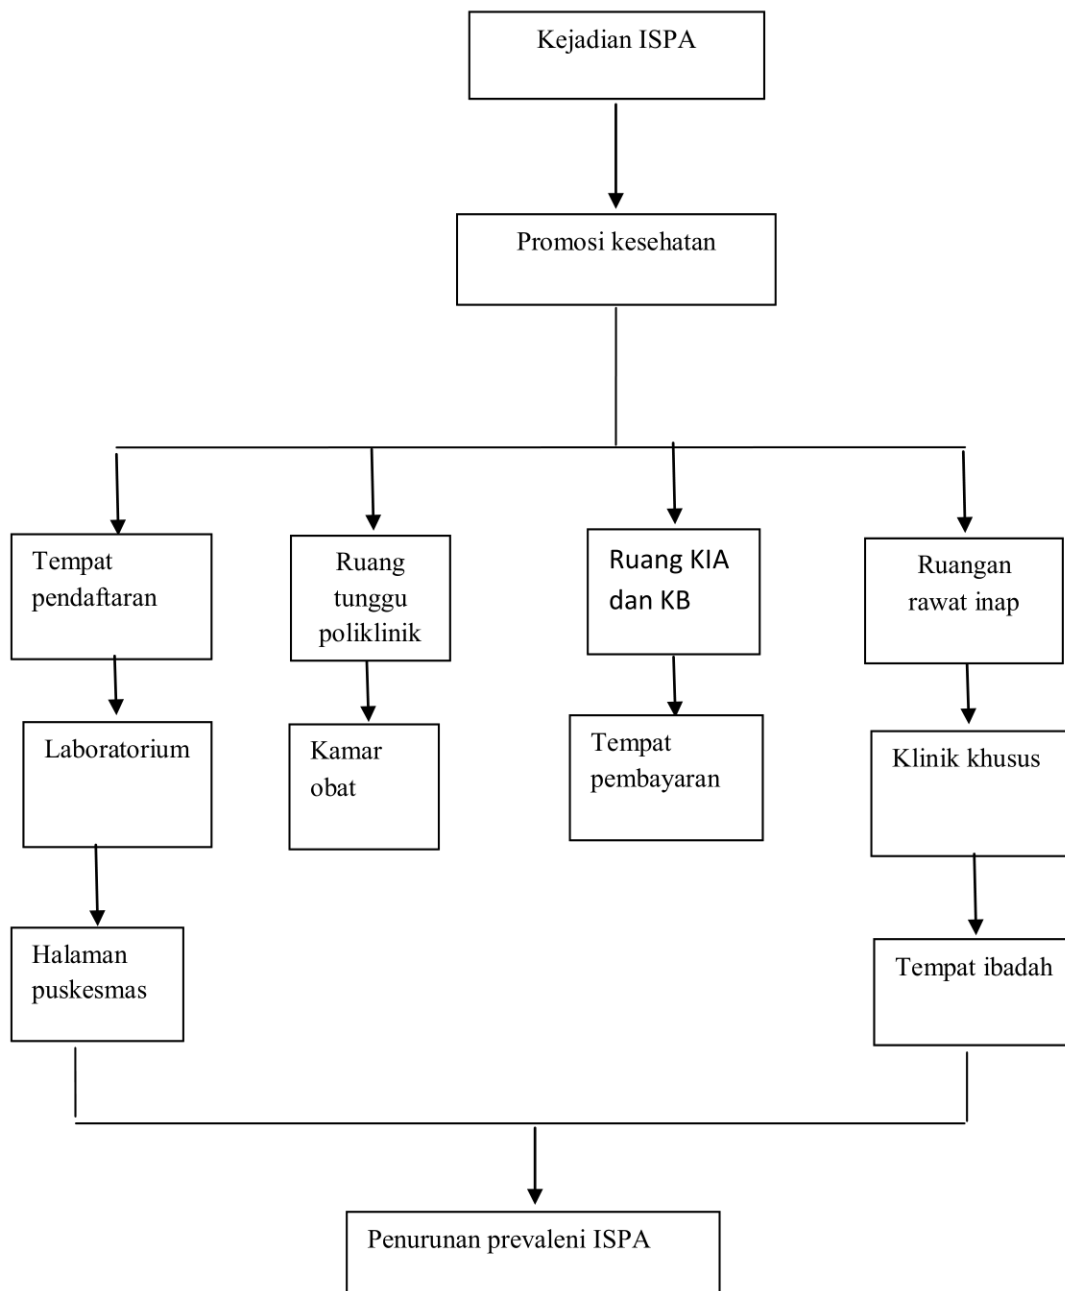 Kejadian ISPA
Promosi kesehatan
Tempat
pendaftaran
Ruang
tunggu
poliklinik
Ruang KIA
dan KB
Ruangan
rawat inap
Laboratorium
Kamar
obat
Tempat
pembayaran
Klinik khusus
Halaman
puskesmas
Tempat ibadah
Penurunan prevaleni ISPA